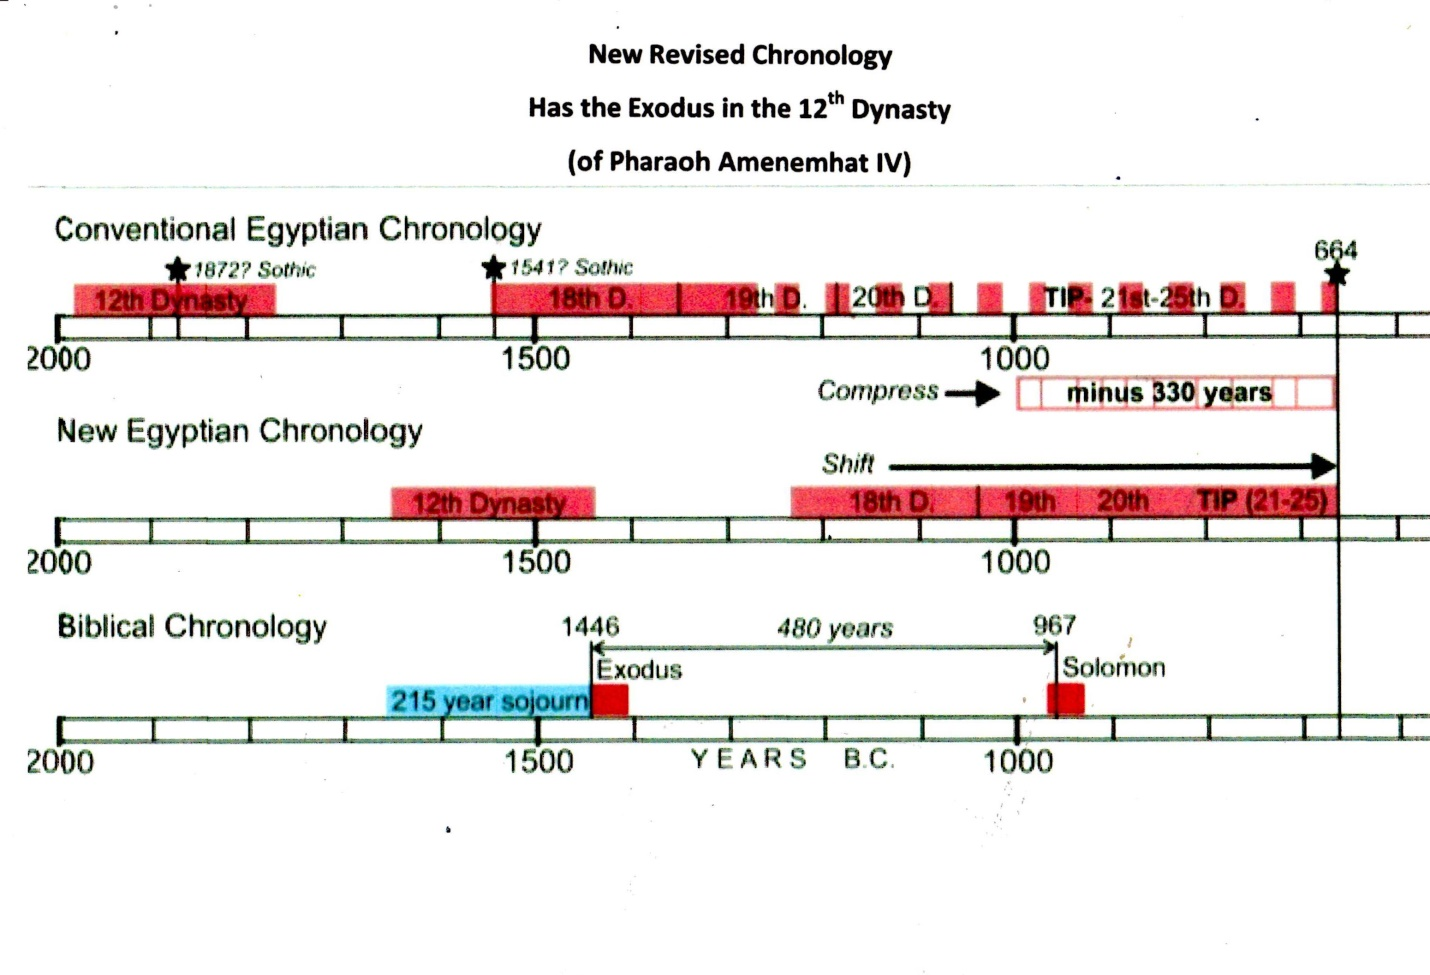 New Revised Chronology
Has the Exodus in the 12th Dynasty
(of Pharaoh Amenemhat IV)
Conventional Egyptian Chronology
664
1872? Sothic 1541? Sothic
12th Dynasty 18th D. 19th D. 20th D. TIP- 21st-25th D.
2000 1500 1000
Compress minus 330 years
New Egyptian Chronology
Shift
12th Dynasty 18th D. 19th 20th TIP (21-25)
2000 1500 1000
Biblical Chronology
1446 480 years 967
Exodus Solomon
215 year sojourn
2000 1500 YEARS B.C. 1000